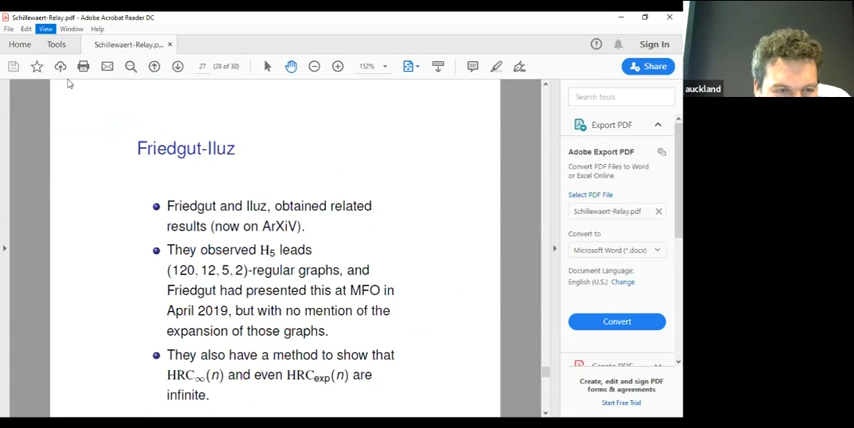 Schillewaert-Relay.pdf - Adobe Acrobat Reader DC
File Edit View Window Help
Home Tools Schillewaert-Relay.p... × Sign In
27 (28 of 30) 152% Share
auckland
Friedgut-Iluz
Friedgut and Iluz, obtained related
results (now on ArXiV).
They observed H5 leads
(120, 12, 5, 2)-regular graphs, and
Friedgut had presented this at MFO in
April 2019, but with no mention of the
expansion of those graphs.
They also have a method to show that
HRC∞(n) and even HRCexp(n) are
infinite.
Search tools
Export PDF
Adobe Export PDF
Convert PDF Files to Word
or Excel Online
Select PDF File
Schillewaert-Relay.pdf
Convert to
Microsoft Word (*.docx)
Document Language:
English (U.S.) Change
Convert
Create PDF
Create, edit and sign PDF
forms & agreements
Start Free Trial